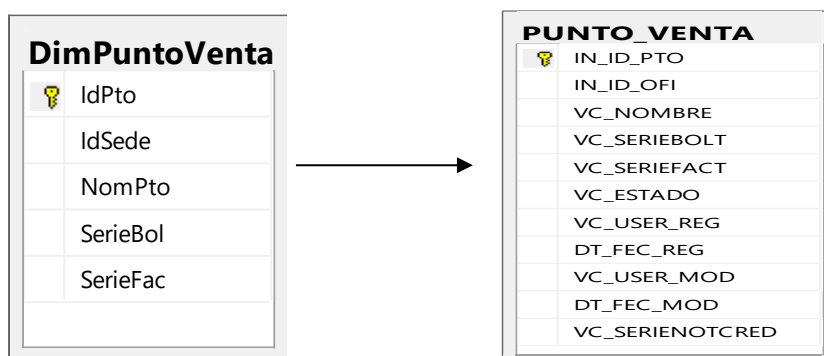 DimPuntoVenta
IdPto
IdSede
NomPto
SerieBol
SerieFac
PUNTO_VENTA
IN_ID_PTO
IN_ID_OFI
VC_NOMBRE
VC_SERIEBOLT
VC_SERIEFACT
VC_ESTADO
VC_USER_REG
DT_FEC_REG
VC_USER_MOD
DT_FEC_MOD
VC_SERIENOTCRED